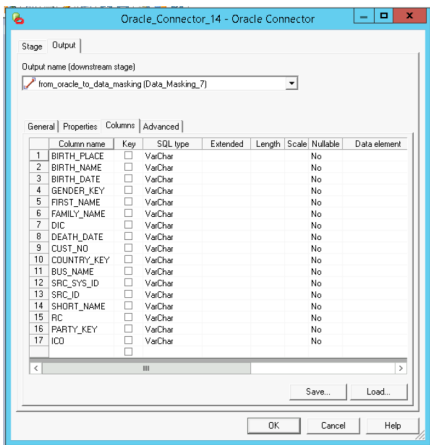 Oracle_Connector_14 - Oracle Connector
Stage Output
Output name (downstream stage)
from_oracle_to_data_masking (Data_Masking_7)
General Properties Columns Advanced
Column name Key SQL type Extended Length Scale Nullable Data element
1 BIRTH_PLACE VarChar No
2 BIRTH_NAME VarChar No
3 BIRTH_DATE VarChar No
4 GENDER_KEY VarChar No
5 FIRST_NAME VarChar No
6 FAMILY_NAME VarChar No
7 DIC VarChar No
8 DEATH_DATE VarChar No
9 CUST_NO VarChar No
10 COUNTRY_KEY VarChar No
11 BUS_NAME VarChar No
12 SRC_SYS_ID VarChar No
13 SRC_ID VarChar No
14 SHORT_NAME VarChar No
15 RC VarChar No
16 PARTY_KEY VarChar No
17 ICO VarChar No
Save... Load...
OK Cancel Help